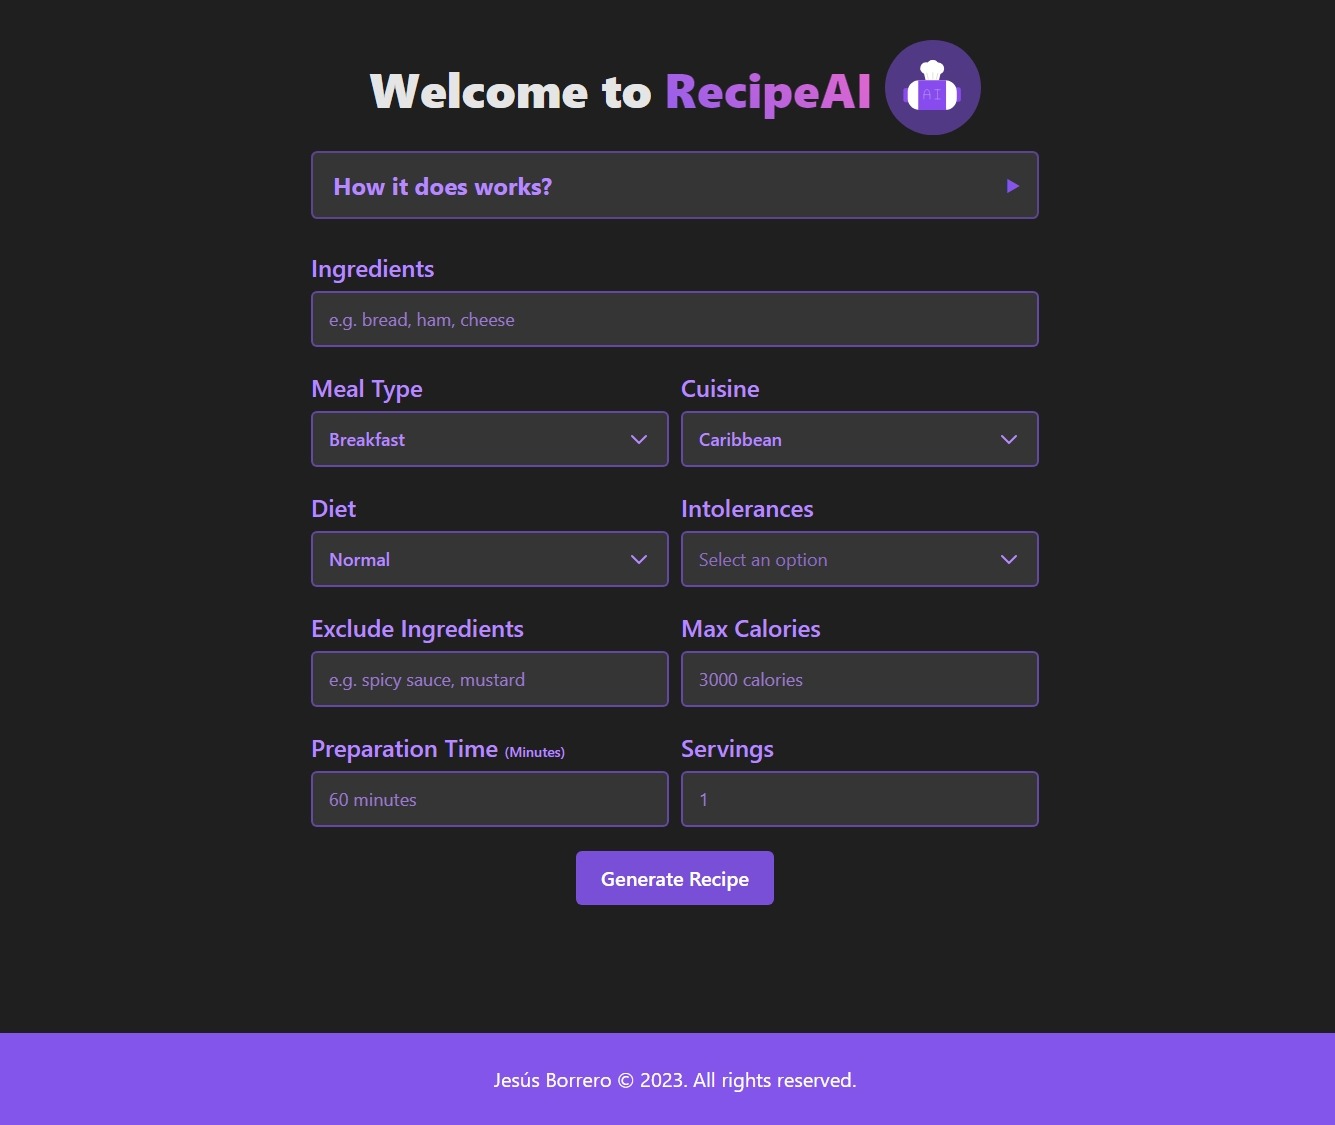 Welcome to RecipeAI
AI
How it does works?
Ingredients
e.g. bread, ham, cheese
Meal Type
Cuisine
Breakfast
Caribbean
Diet
Intolerances
Normal
Select an option
Exclude Ingredients
Max Calories
e.g. spicy sauce, mustard
3000 calories
Preparation Time (Minutes)
Servings
60 minutes
1
Generate Recipe
Jesús Borrero © 2023. All rights reserved.